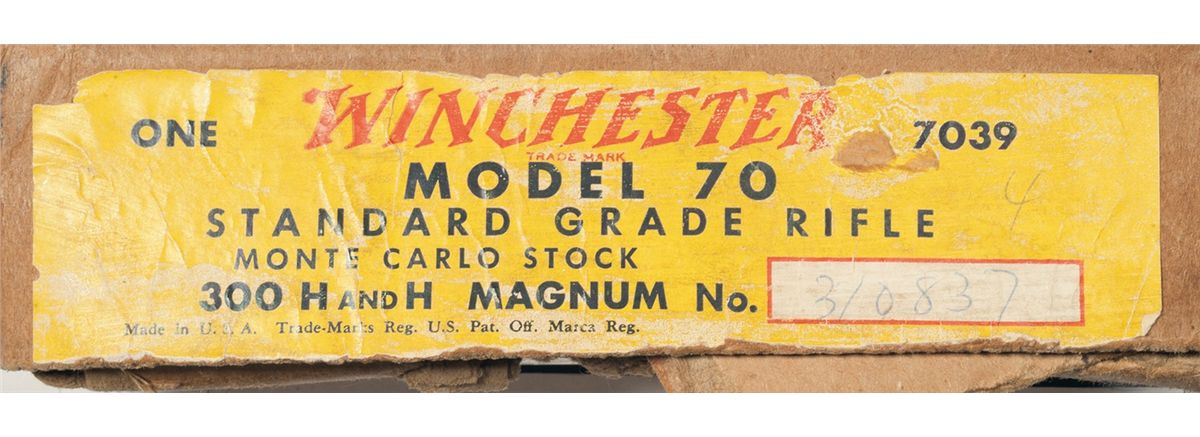 ONE WINCHESTER 7039
TRADE MARK
MODEL 70
4
STANDARD GRADE RIFLE
MONTE CARLO STOCK
300 H AND H MAGNUM No. 310837
Made in U. S. A. Trade-Marks Reg. U.S. Pat. Off. Marca Reg.